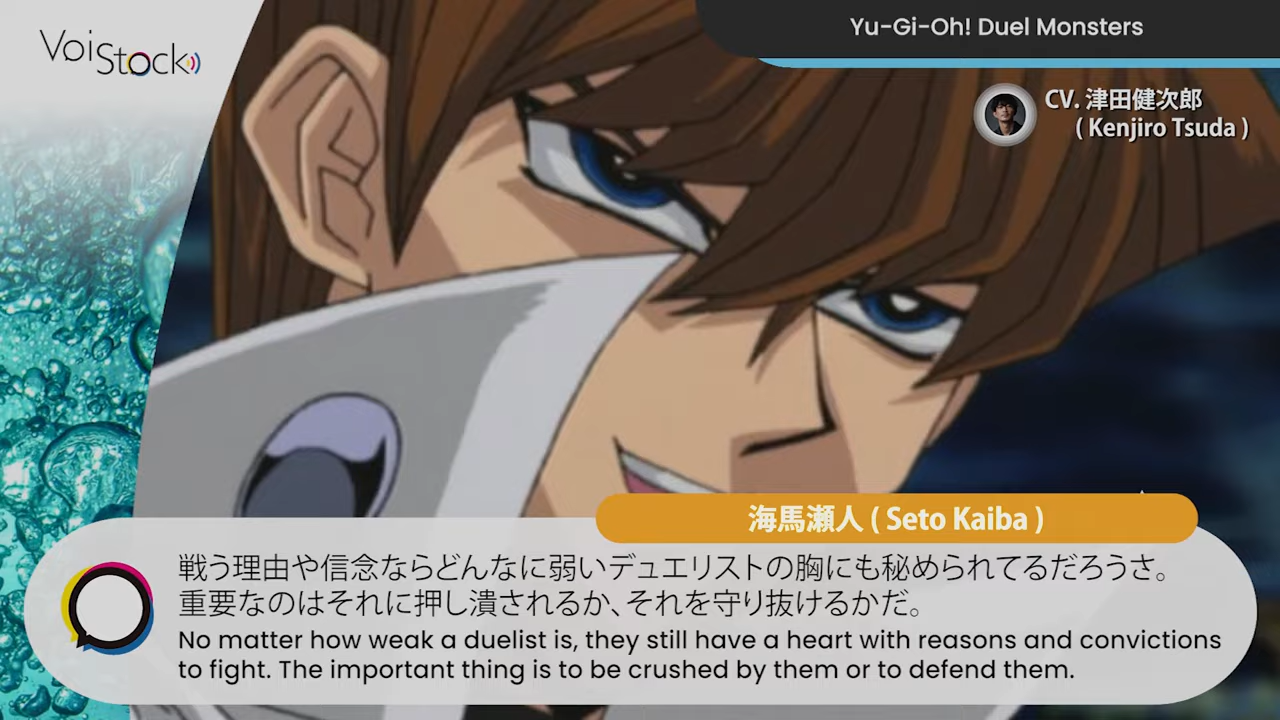 VoiStock
Yu-Gi-Oh! Duel Monsters
CV. 津田健次郎
( Kenjiro Tsuda )
海馬瀬人 ( Seto Kaiba )
戦う理由や信念ならどんなに弱いデュエリストの胸にも秘められてるだろうさ。
重要なのはそれに押し潰されるか、それを守り抜けるかだ。
No matter how weak a duelist is, they still have a heart with reasons and convictions
to fight. The important thing is to be crushed by them or to defend them.